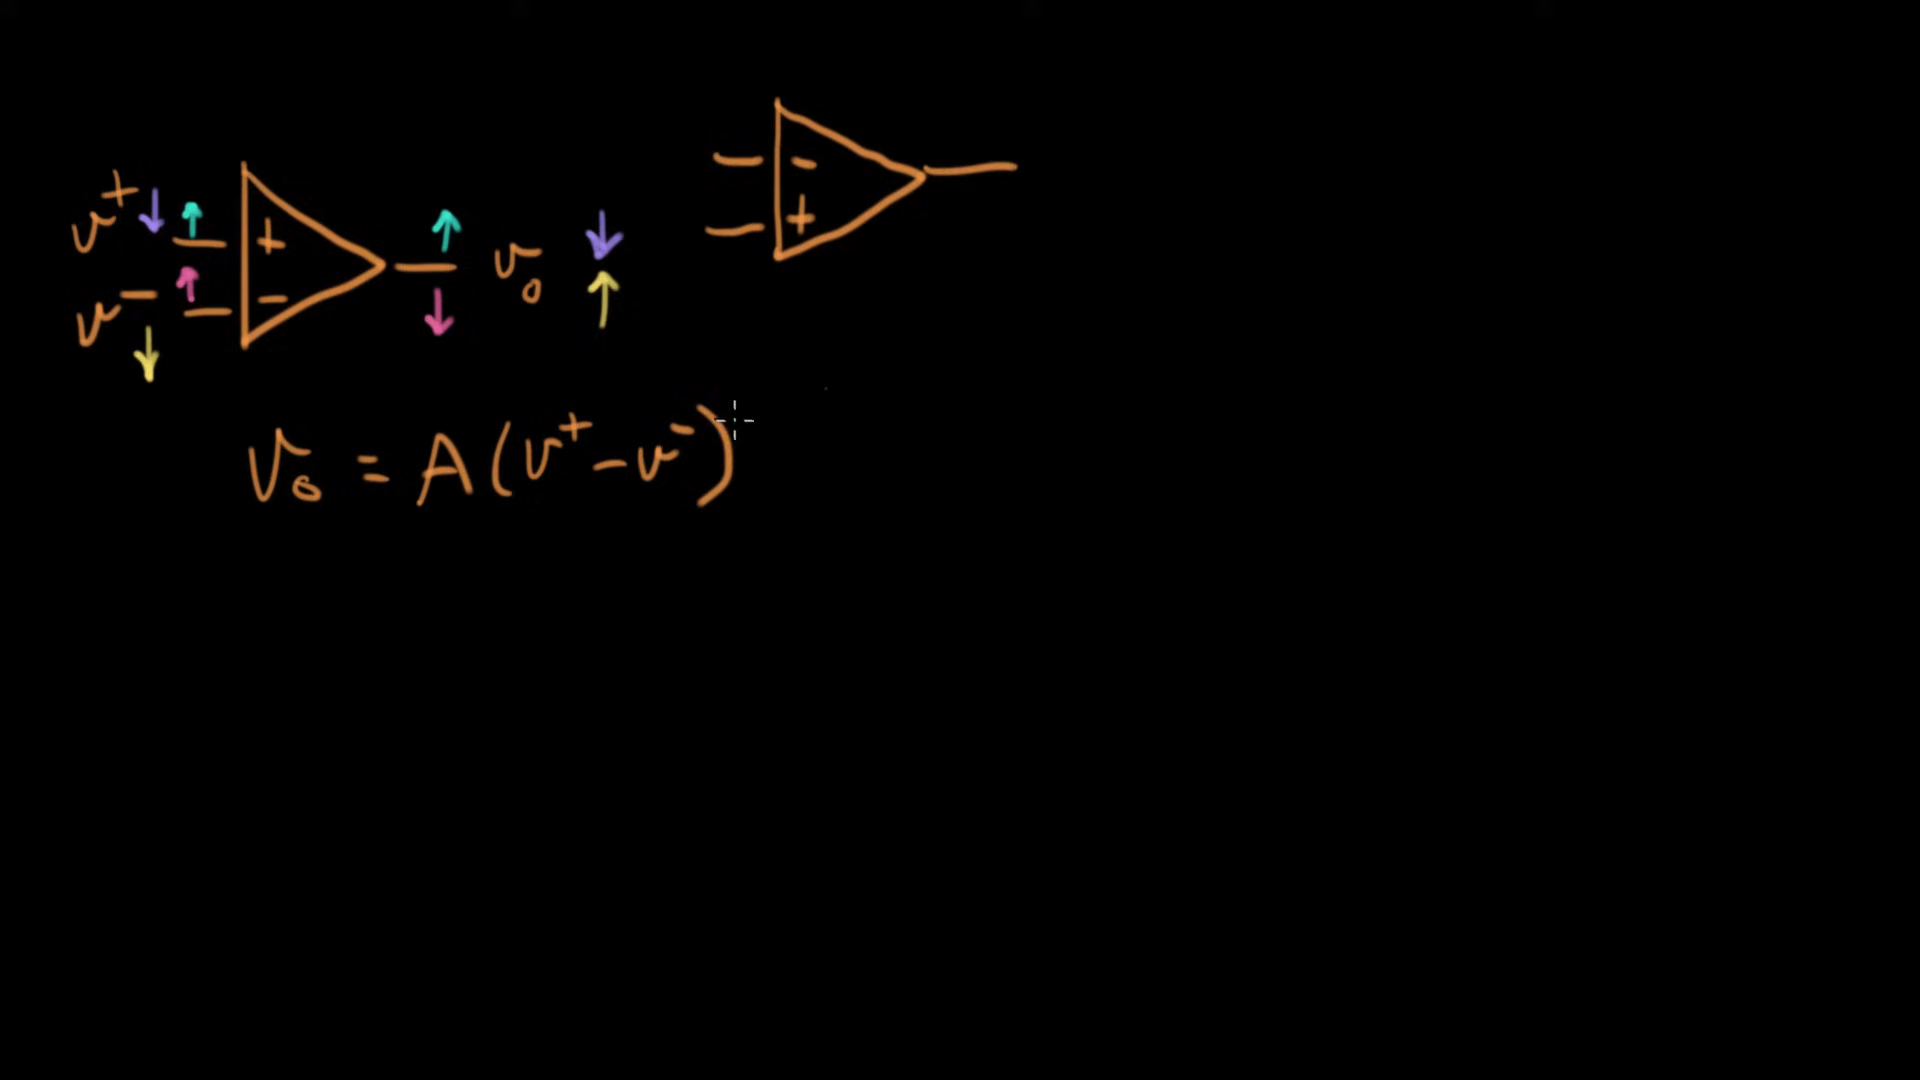 v⁺ + − v₀
v⁻ −
+
v₀ = A(v⁺ − v⁻)